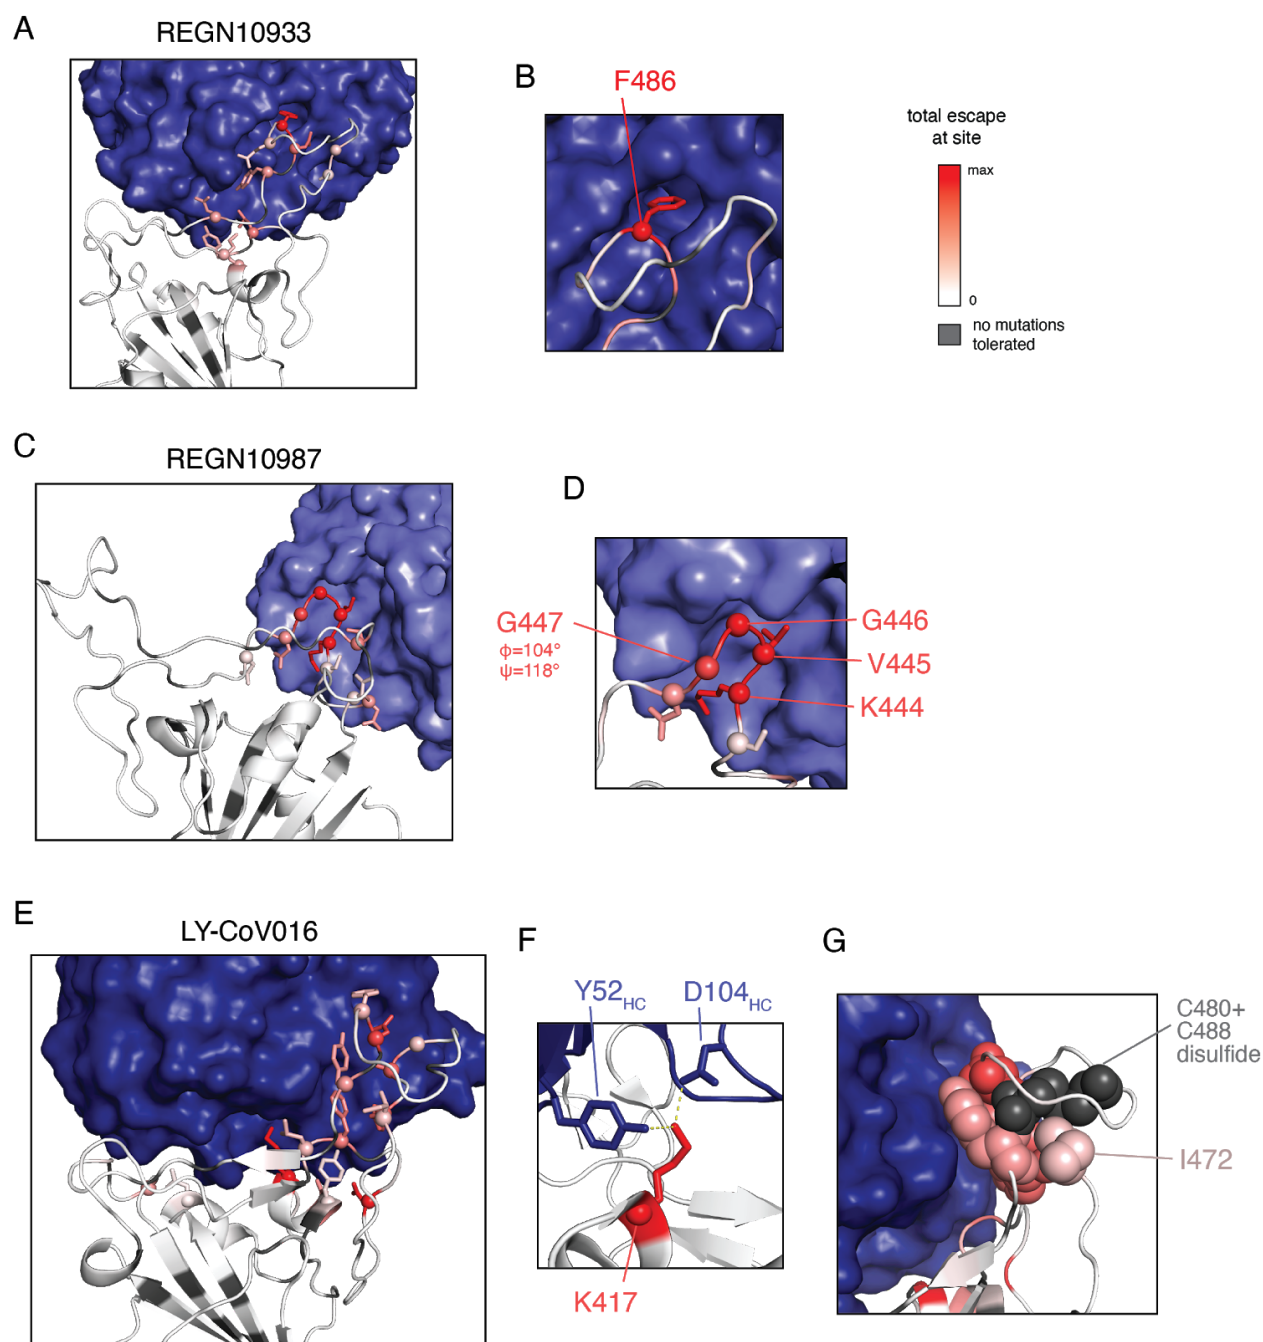 A
REGN10933
B
F486
total escape
at site
max
0
no mutations
tolerated
C
REGN10987
D
G447
ϕ=104°
ψ=118°
G446
V445
K444
E
LY-CoV016
F
Y52HC
D104HC
K417
G
C480+
C488
disulfide
I472